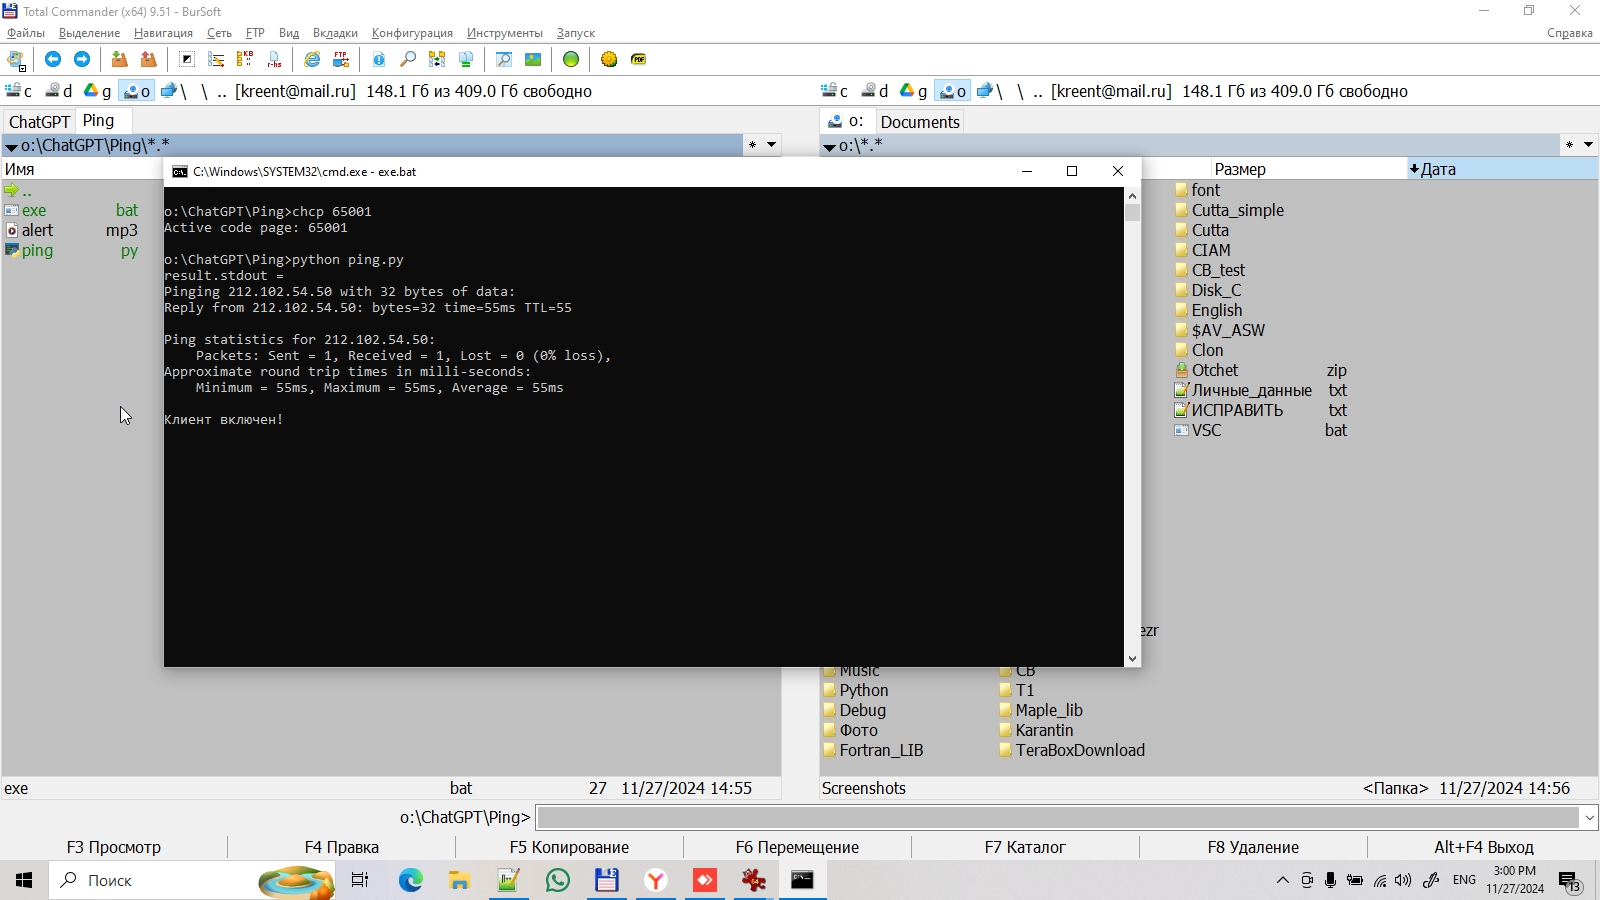 Total Commander (x64) 9.51 - BurSoft
Файлы Выделение Навигация Сеть FTP Вид Вкладки Конфигурация Инструменты Запуск Справка
c d g o \ \ .. [kreent@mail.ru] 148.1 Гб из 409.0 Гб свободно
c d g o \ \ .. [kreent@mail.ru] 148.1 Гб из 409.0 Гб свободно
ChatGPT Ping
o: Documents
o:\ChatGPT\Ping\*.* * 
o:\*.* *
Имя
Размер Дата
..
exe bat
alert mp3
ping py
C:\Windows\SYSTEM32\cmd.exe - exe.bat
o:\ChatGPT\Ping>chcp 65001
Active code page: 65001
o:\ChatGPT\Ping>python ping.py
result.stdout =
Pinging 212.102.54.50 with 32 bytes of data:
Reply from 212.102.54.50: bytes=32 time=55ms TTL=55
Ping statistics for 212.102.54.50:
Packets: Sent = 1, Received = 1, Lost = 0 (0% loss),
Approximate round trip times in milli-seconds:
Minimum = 55ms, Maximum = 55ms, Average = 55ms
Клиент включен!
font
Cutta_simple
Cutta
CIAM
CB_test
Disk_C
English
$AV_ASW
Clon
Otchet zip
Личные_данные txt
ИСПРАВИТЬ txt
VSC bat
ezr
Music CB
Python T1
Debug Maple_lib
Фото Karantin
Fortran_LIB TeraBoxDownload
exe bat 27 11/27/2024 14:55
Screenshots <Папка> 11/27/2024 14:56
o:\ChatGPT\Ping>
F3 Просмотр F4 Правка F5 Копирование F6 Перемещение F7 Каталог F8 Удаление Alt+F4 Выход
Поиск
ENG
3:00 PM
11/27/2024
13